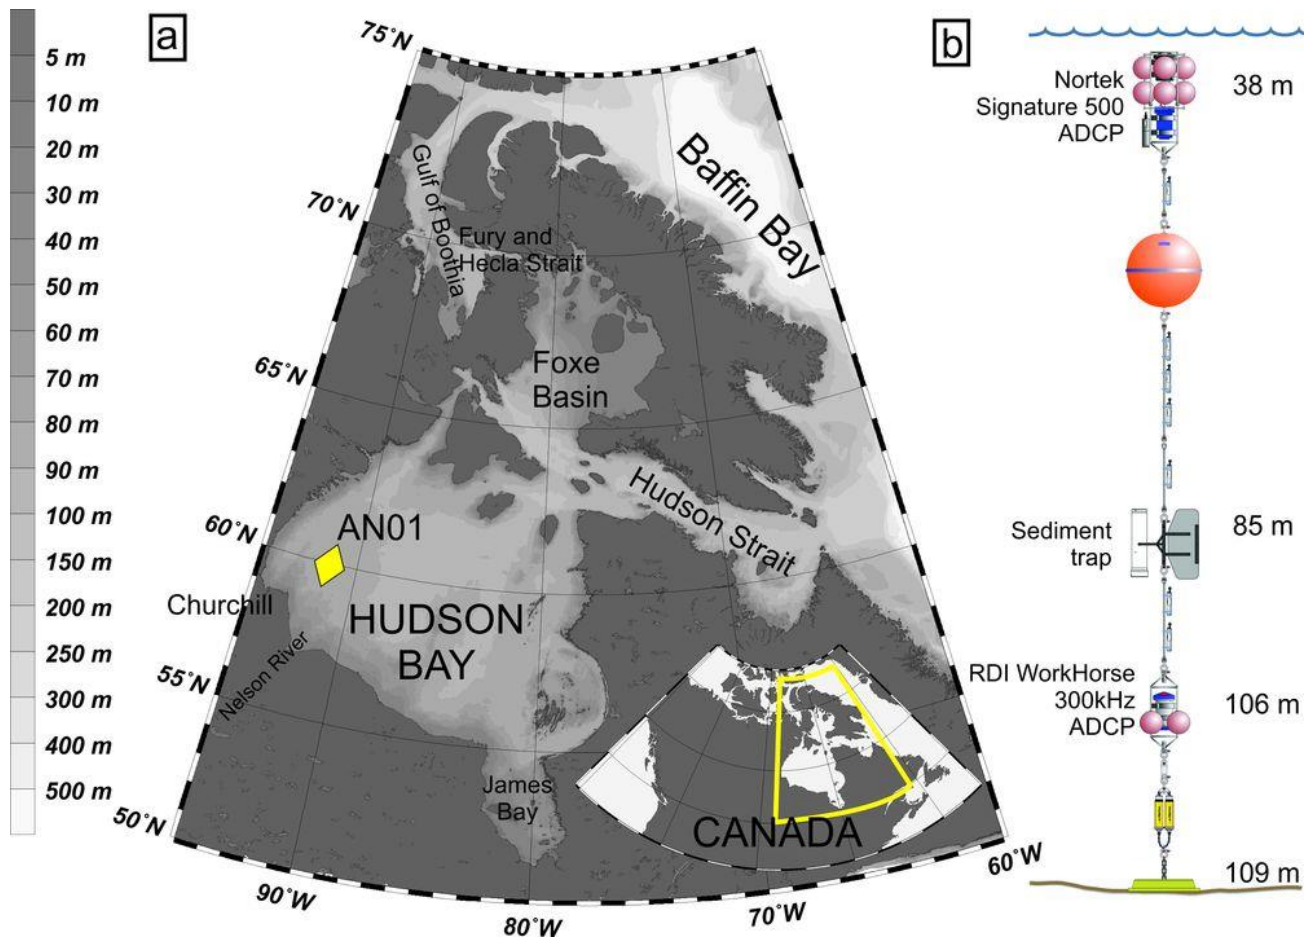 a
5 m
10 m
20 m
30 m
40 m
50 m
60 m
70 m
80 m
90 m
100 m
150 m
200 m
250 m
300 m
400 m
500 m
75˚N
70˚N
65˚N
60˚N
55˚N
50˚N
90˚W
80˚W
70˚W
60˚W
Gulf of Boothia
Fury and
Hecla Strait
Baffin Bay
Foxe
Basin
Hudson Strait
AN01
Churchill
HUDSON
BAY
Nelson River
James
Bay
CANADA
b
Nortek
Signature 500
ADCP
38 m
Sediment
trap
85 m
RDI WorkHorse
300kHz
ADCP
106 m
109 m